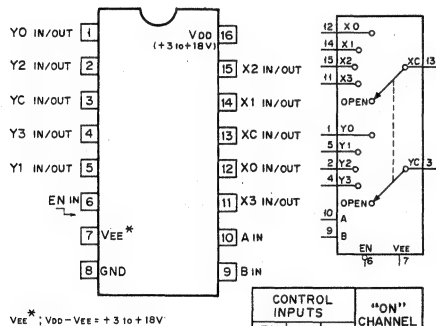 Y0 IN/OUT 1
Y2 IN/OUT 2
YC IN/OUT 3
Y3 IN/OUT 4
Y1 IN/OUT 5
EN IN 6
7 VEE*
8 GND
VDD 16
(+3 to +18V)
15 X2 IN/OUT
14 X1 IN/OUT
13 XC IN/OUT
12 X0 IN/OUT
11 X3 IN/OUT
10 A IN
9 B IN
12 X0
14 X1
15 X2
11 X3
XC 13
OPEN
1 Y0
5 Y1
2 Y2
4 Y3
YC 3
OPEN
10 A
9 B
EN VEE
6 7
VEE*; VDD-VEE = +3 to +18V
CONTROL
INPUTS
"ON"
CHANNEL